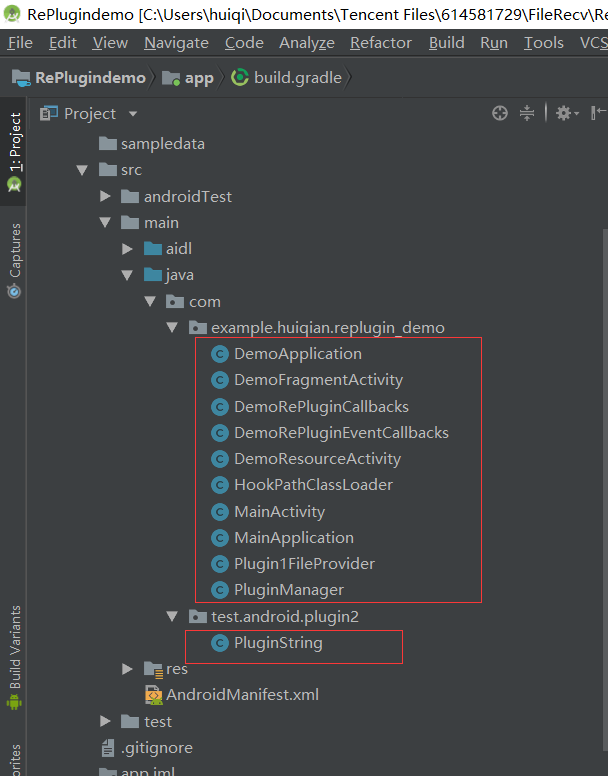 RePlugindemo [C:\Users\huiqi\Documents\Tencent Files\614581729\FileRecv\Re
File Edit View Navigate Code Analyze Refactor Build Run Tools VCS
RePlugindemo app build.gradle
Project
1: Project
Captures
Build Variants
sampledata
src
androidTest
main
aidl
java
com
example.huiqian.replugin_demo
DemoApplication
DemoFragmentActivity
DemoRePluginCallbacks
DemoRePluginEventCallbacks
DemoResourceActivity
HookPathClassLoader
MainActivity
MainApplication
Plugin1FileProvider
PluginManager
test.android.plugin2
PluginString
res
AndroidManifest.xml
test
.gitignore
app.iml